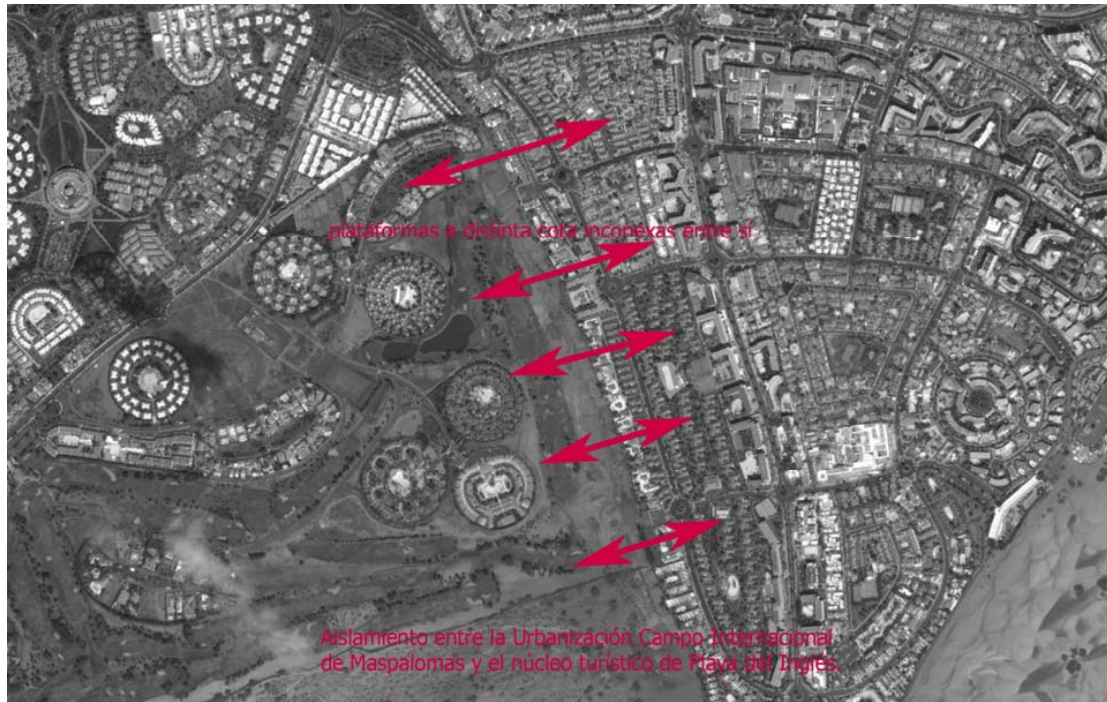 plataformas a distinta cota inconexas entre sí
Aislamiento entre la Urbanización Campo Internacional
de Maspalomas y el núcleo turístico de Playa del Inglés.